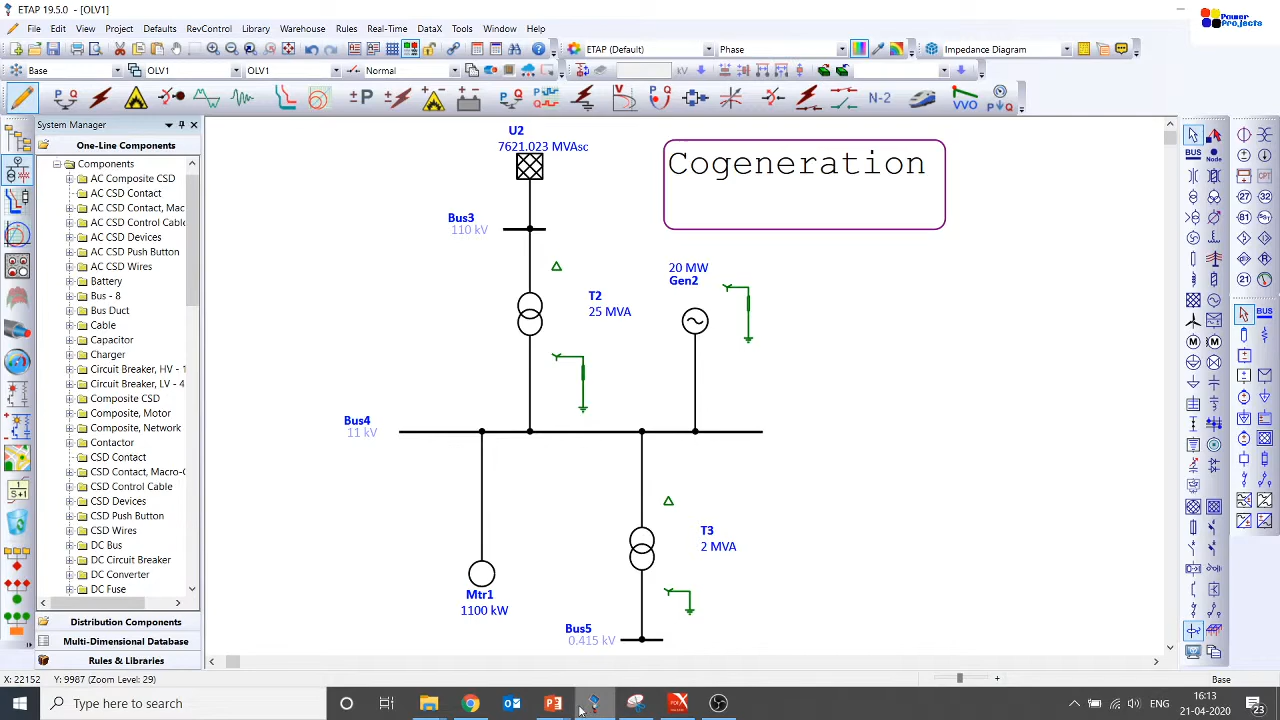 ETAP 19.5.0 - [OLV1]
Power
Projects
File Edit View Project Defaults RevControl Library Warehouse Rules Real-Time DataX Tools Window Help
ETAP (Default) Phase Impedance Diagram
Base OLV1 OLV1 Normal kV
N-2 VVO
System Manager
One-Line Components
Components
AC Composite CSD
AC CSD Contact
AC CSD Contact, Mac
AC CSD Control Cable
AC CSD Devices
AC CSD Push Button
AC CSD Wires
Battery
Bus - 8
Bus Duct
Cable
Capacitor
Charger
Circuit Breaker, HV - 1
Circuit Breaker, LV - 4
Composite CSD
Composite, Motor
Composite, Network
Contactor
CSD Contact
CSD Contact, Macro-C
CSD Control Cable
CSD Devices
CSD Push Button
CSD Wires
DC Bus
DC Circuit Breaker
DC Converter
DC Fuse
Distribution Components
Multi-Dimensional Database
Rules & Libraries
U2
7621.023 MVAsc
Cogeneration
Bus3
110 kV
T2
25 MVA
20 MW
Gen2
Bus4
11 kV
T3
2 MVA
Mtr1
1100 kW
Bus5
0.415 kV
X: 22152 Y: 9987 (Zoom Level: 29)
Base
Type here to search
ENG
16:13
21-04-2020
23